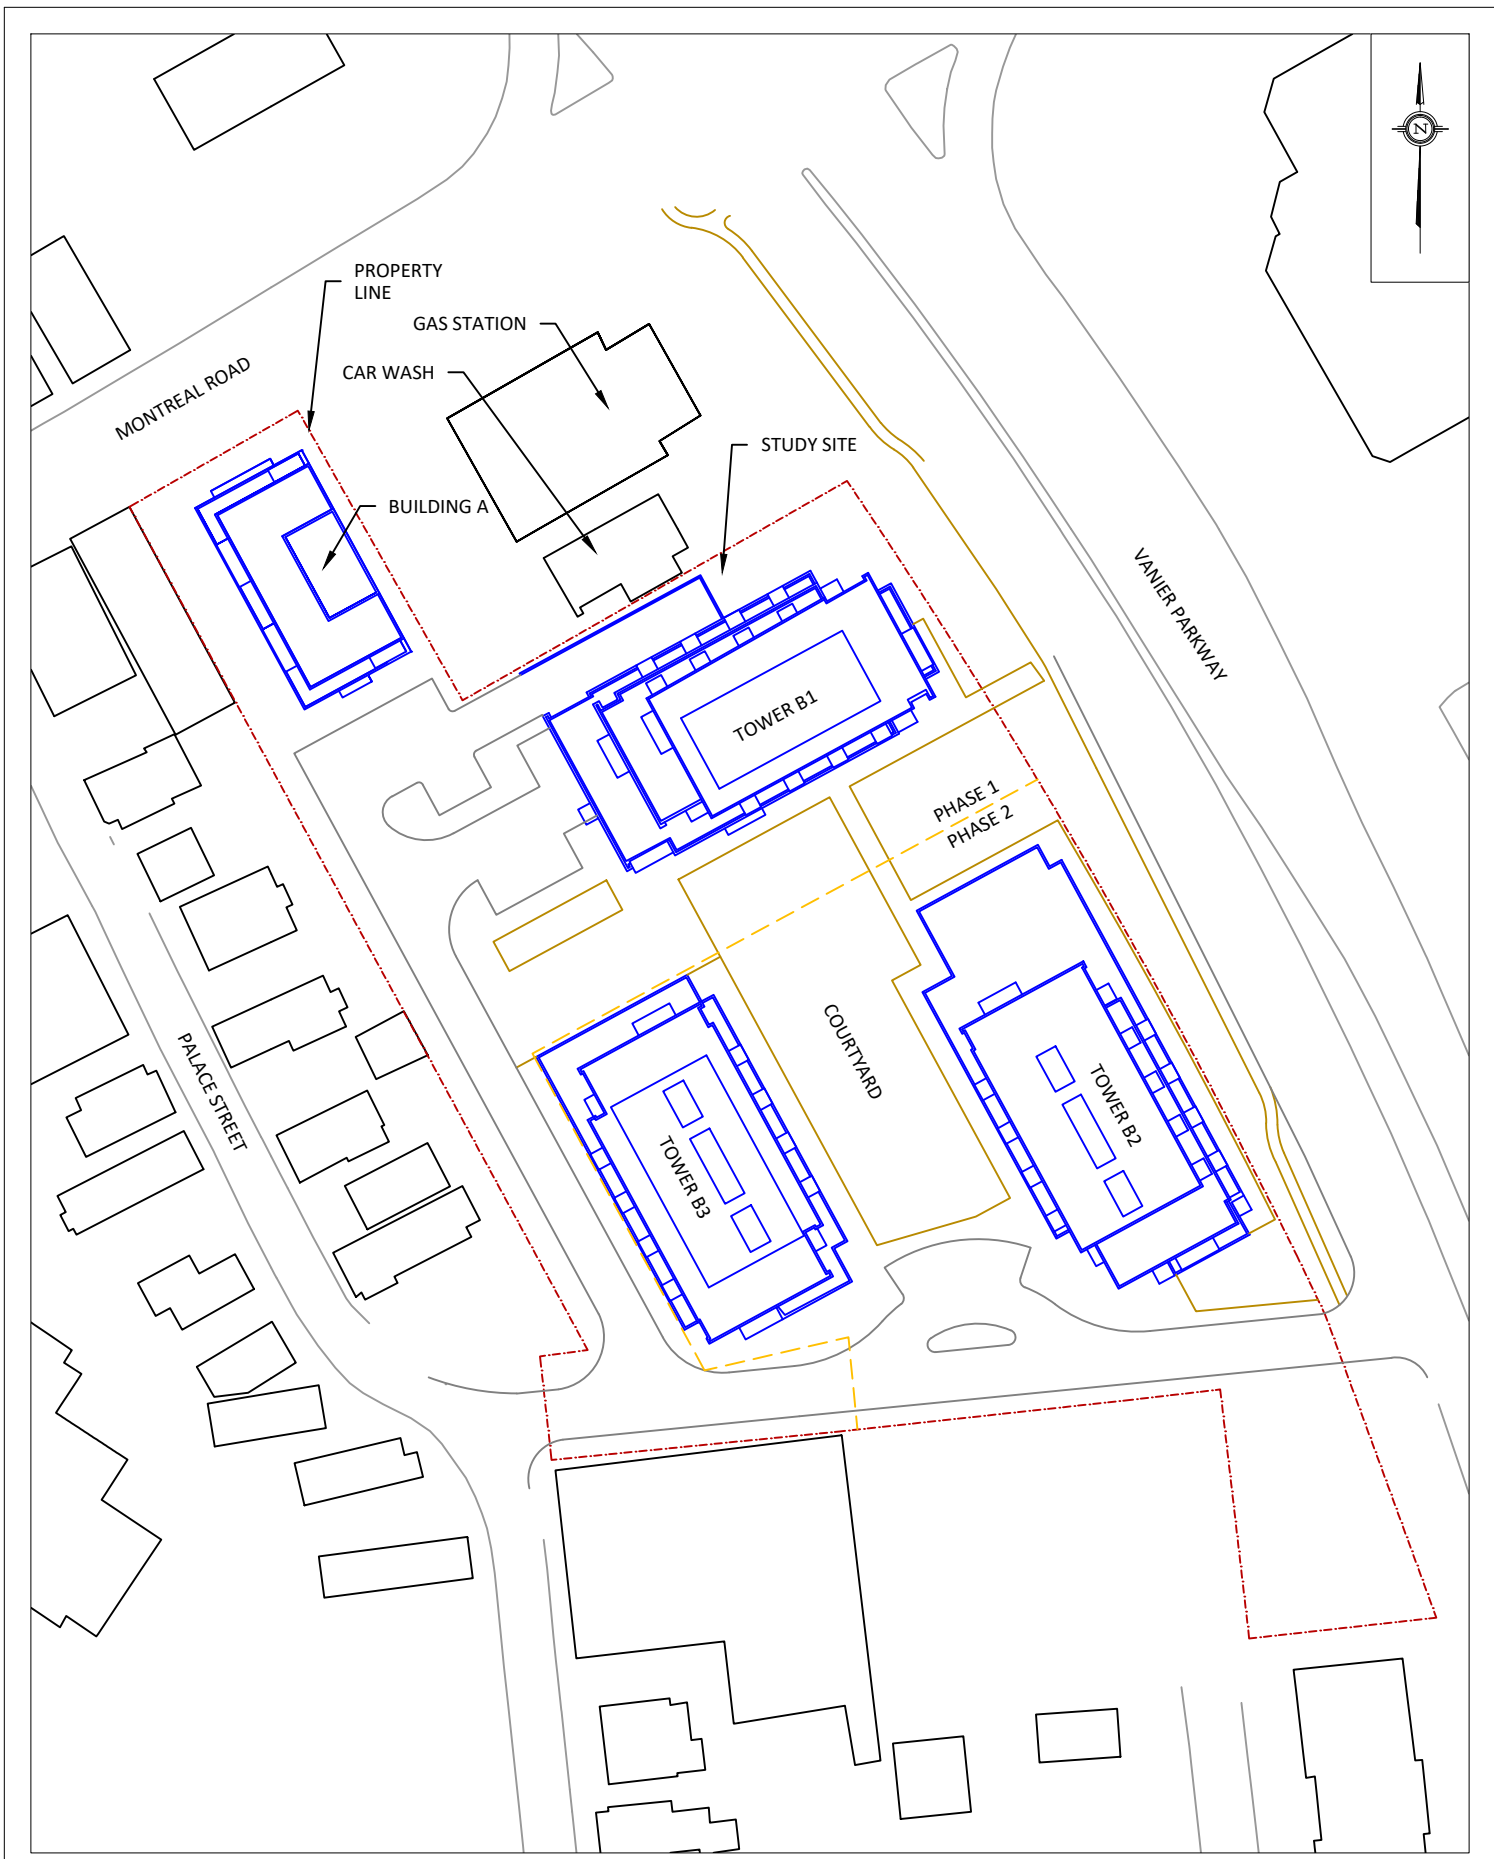 N
PROPERTY
LINE
GAS STATION
CAR WASH
MONTREAL ROAD
STUDY SITE
BUILDING A
VANIER PARKWAY
TOWER B1
PHASE 1
PHASE 2
COURTYARD
PALACE STREET
TOWER B2
TOWER B3